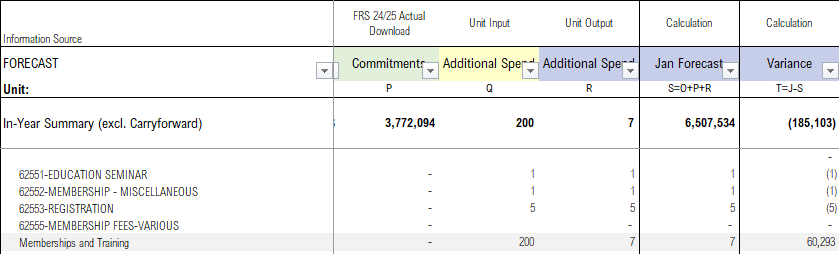 FRS 24/25 Actual Download Unit Input Unit Output Calculation Calculation
Information Source
FORECAST Commitments Additional Spend Additional Spend Jan Forecast Variance
Unit: P Q R S=O+P+R T=J-S
In-Year Summary (excl. Carryforward) 3,772,094 200 7 6,507,534 (185,103)
-
62551-EDUCATION SEMINAR - 1 1 1 (1)
62552-MEMBERSHIP - MISCELLANEOUS - 1 1 1 (1)
62553-REGISTRATION - 5 5 5 (5)
62555-MEMBERSHIP FEES-VARIOUS - - - -
Memberships and Training - 200 7 7 60,293